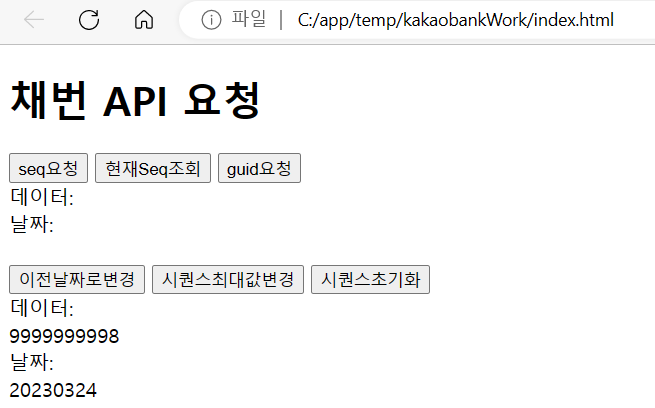 파일 | C:/app/temp/kakaobankWork/index.html
채번 API 요청
seq요청 현재Seq조회 guid요청
데이터:
날짜:
이전날짜로변경 시퀀스최대값변경 시퀀스초기화
데이터:
9999999998
날짜:
20230324